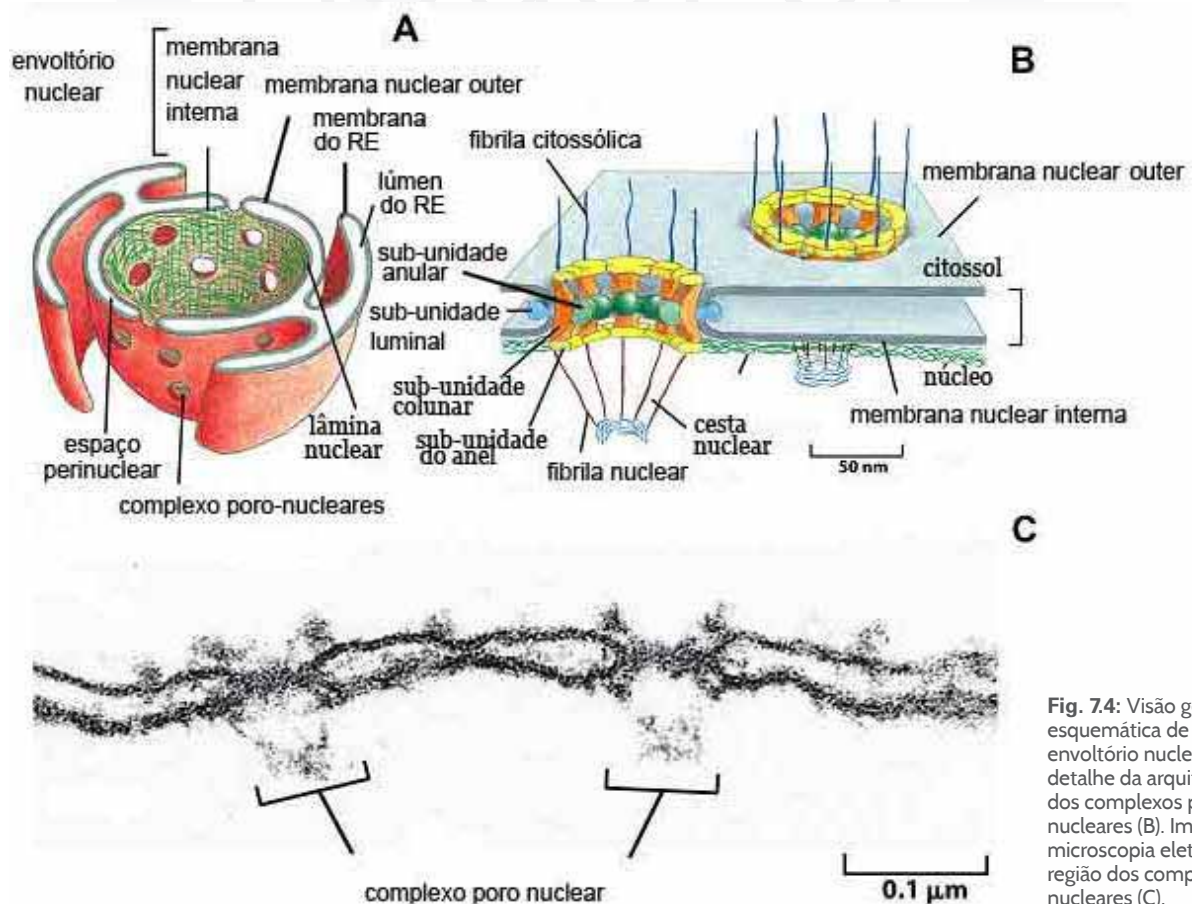 A
envoltório
nuclear
membrana
nuclear
interna
membrana nuclear outer
membrana
do RE
lúmen
do RE
espaço
perinuclear
lâmina
nuclear
complexo poro-nucleares
B
fibrila citossólica
membrana nuclear outer
sub-unidade
anular
citossol
sub-unidade
luminal
sub-unidade
colunar
núcleo
sub-unidade
do anel
cesta
nuclear
membrana nuclear interna
fibrila nuclear
50 nm
C
complexo poro nuclear
0.1 µm
Fig. 7.4: Visão g
esquemática de
envoltório nucle
detalhe da arqui
dos complexos p
nucleares (B). Im
microscopia elet
região dos comp
nucleares (C).